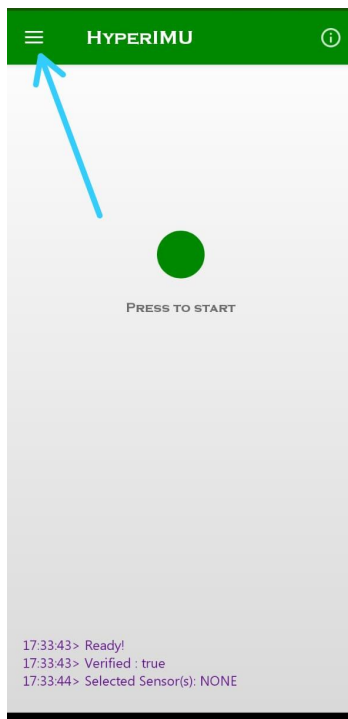 HYPERIMU
PRESS TO START
17:33:43> Ready!
17:33:43> Verified : true
17:33:44> Selected Sensor(s): NONE